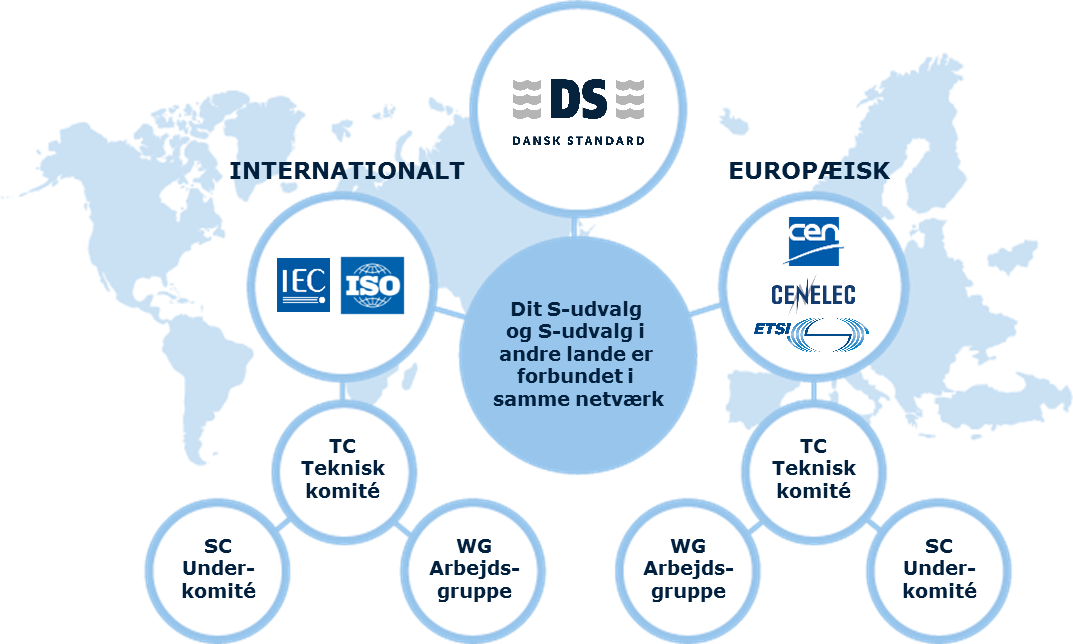 DS
DANSK STANDARD
INTERNATIONALT
EUROPÆISK
IEC
ISO
cen
CENELEC
ETSI
Dit S-udvalg
og S-udvalg i
andre lande er
forbundet i
samme netværk
TC
Teknisk
komité
SC
Under-
komité
WG
Arbejds-
gruppe
TC
Teknisk
komité
WG
Arbejds-
gruppe
SC
Under-
komité